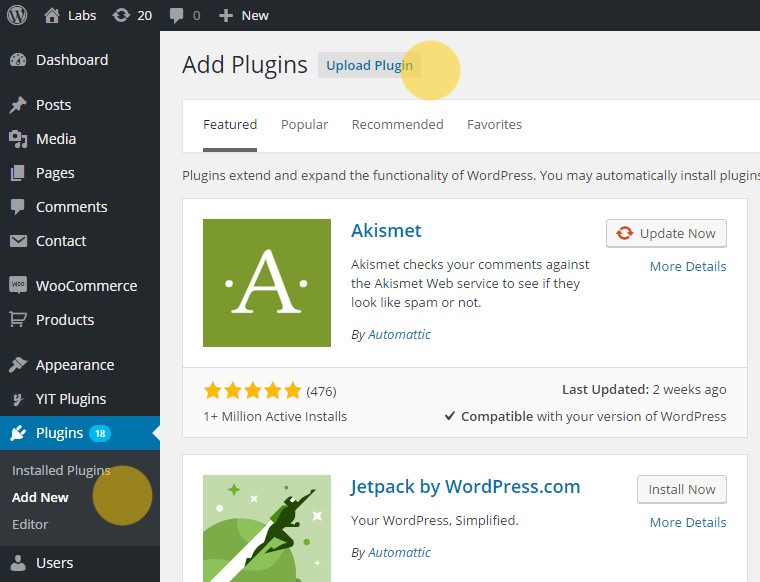 Labs 20 0 New
Dashboard
Posts
Media
Pages
Comments
Contact
WooCommerce
Products
Appearance
YIT Plugins
Plugins 18
Installed Plugins
Add New
Editor
Users
Add Plugins Upload Plugin
Featured Popular Recommended Favorites
Plugins extend and expand the functionality of WordPress. You may automatically install plugins
A
Akismet
Update Now
More Details
Akismet checks your comments against
the Akismet Web service to see if they
look like spam or not.
By Automattic
(476)
1+ Million Active Installs
Last Updated: 2 weeks ago
Compatible with your version of WordPress
Jetpack by WordPress.com
Install Now
More Details
Your WordPress, Simplified.
By Automattic